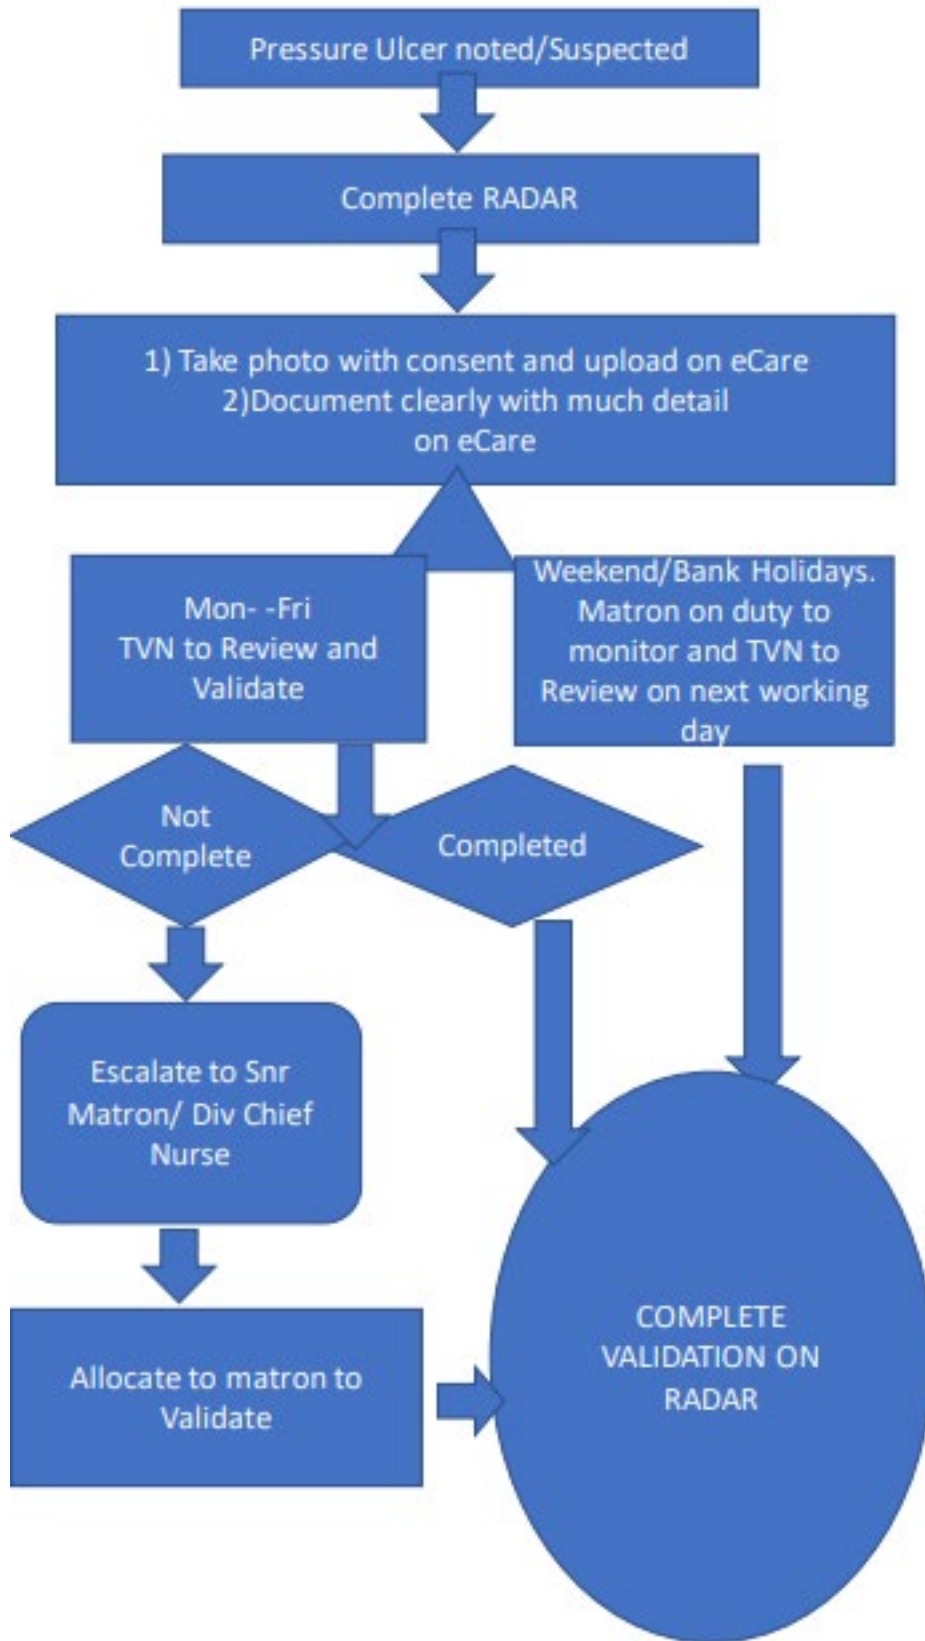 Pressure Ulcer noted/Suspected
Complete RADAR
1) Take photo with consent and upload on eCare
2)Document clearly with much detail
on eCare
Mon- -Fri
TVN to Review and
Validate
Weekend/Bank Holidays.
Matron on duty to
monitor and TVN to
Review on next working
day
Not
Complete
Completed
Escalate to Snr
Matron/ Div Chief
Nurse
Allocate to matron to
Validate
COMPLETE
VALIDATION ON
RADAR